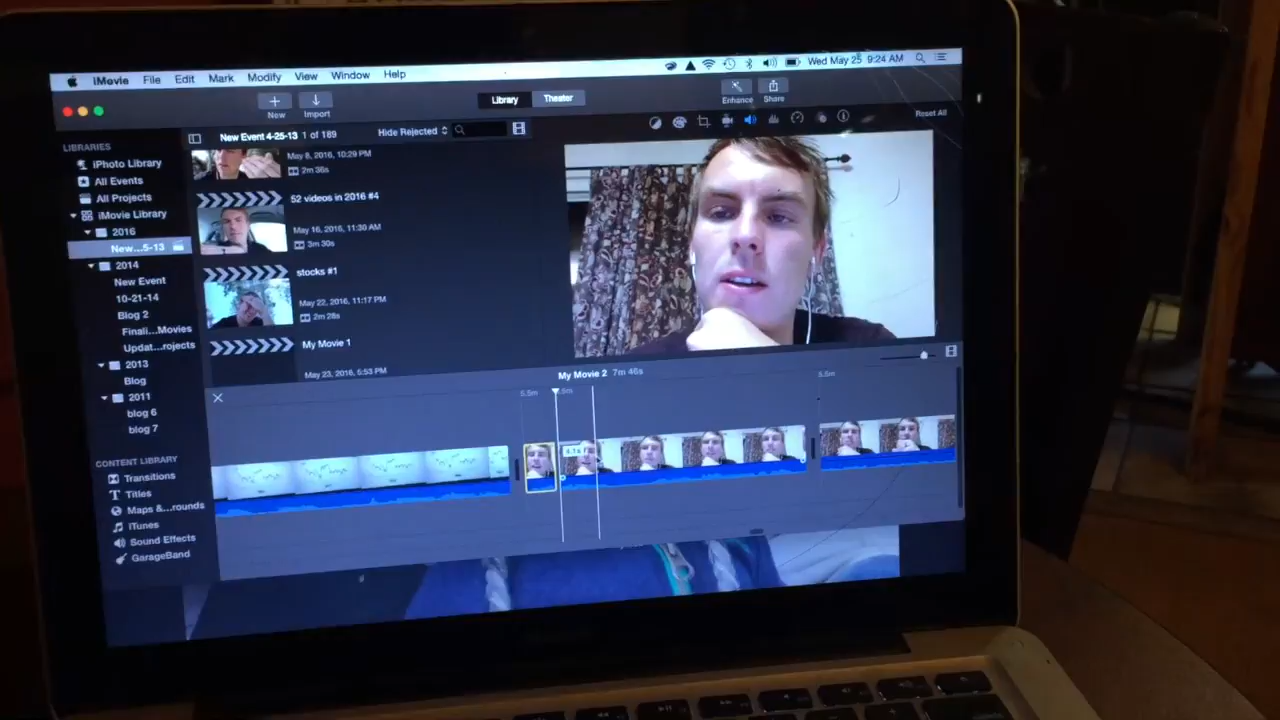 iMovie File Edit Mark Modify View Window Help Wed May 25 9:24 AM
New Import Library Theater Enhance Share
New Event 4-25-13 1 of 189 Hide Rejected Reset All
LIBRARIES
iPhoto Library
All Events
All Projects
iMovie Library
2016
New...5-13
2014
New Event
10-21-14
Blog 2
Finali...Movies
Updat...rojects
2013
Blog
2011
blog 6
blog 7
CONTENT LIBRARY
Transitions
Titles
Maps &...rounds
iTunes
Sound Effects
GarageBand
May 8, 2016, 10:29 PM
2m 36s
52 videos in 2016 #4
May 16, 2016, 11:30 AM
3m 30s
stocks #1
May 22, 2016, 11:17 PM
2m 28s
My Movie 1
May 23, 2016, 5:53 PM
My Movie 2 7m 46s
5.5m 5.5m